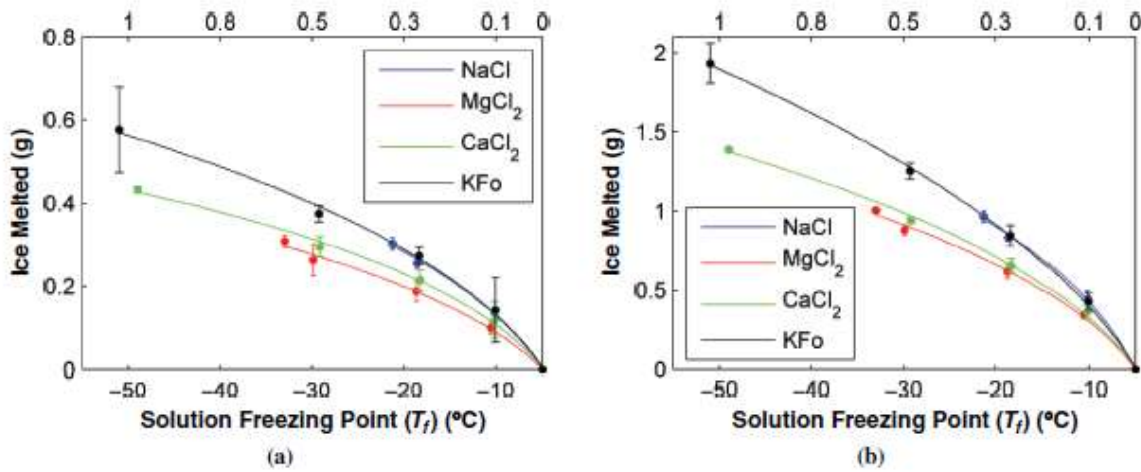 1 0.8 0.5 0.3 0.1 0
0.8
0.6
0.4
0.2
0
Ice Melted (g)
NaCl
MgCl₂
CaCl₂
KFo
–50 –40 –30 –20 –10
Solution Freezing Point (T_f) (ºC)
(a)
1 0.8 0.5 0.3 0.1 0
2
1.5
1
0.5
0
Ice Melted (g)
NaCl
MgCl₂
CaCl₂
KFo
–50 –40 –30 –20 –10
Solution Freezing Point (T_f) (ºC)
(b)